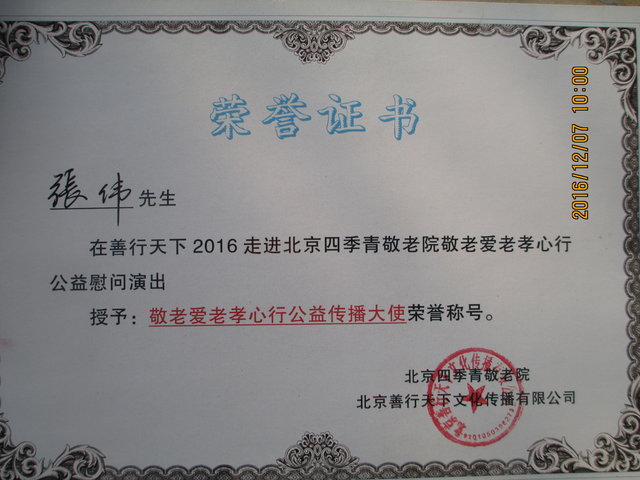 荣誉证书
張伟 先生
在善行天下2016走进北京四季青敬老院敬老爱老孝心行
公益慰问演出
授予：敬老爱老孝心行公益传播大使荣誉称号。
北京四季青敬老院
北京善行天下文化传播有限公司
2016/12/07 10:00